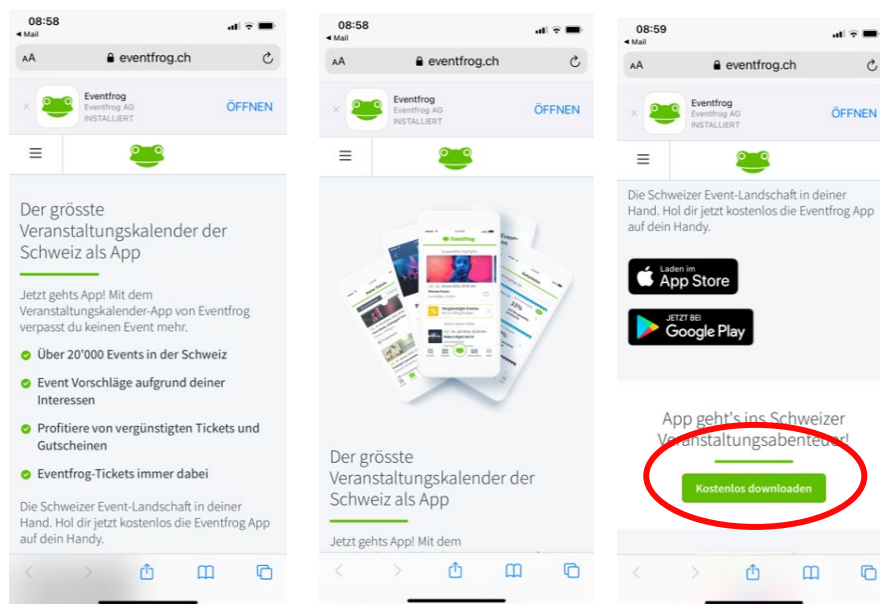 08:58
◀ Mail
AA
eventfrog.ch
Eventfrog
Eventfrog AG
INSTALLIERT
ÖFFNEN
Der grösste
Veranstaltungskalender der
Schweiz als App
Jetzt gehts App! Mit dem
Veranstaltungskalender-App von Eventfrog
verpasst du keinen Event mehr.
Über 20'000 Events in der Schweiz
Event Vorschläge aufgrund deiner
Interessen
Profitiere von vergünstigten Tickets und
Gutscheinen
Eventfrog-Tickets immer dabei
Die Schweizer Event-Landschaft in deiner
Hand. Hol dir jetzt kostenlos die Eventfrog App
auf dein Handy.
08:58
◀ Mail
AA
eventfrog.ch
Eventfrog
Eventfrog AG
INSTALLIERT
ÖFFNEN
Eventfrog
Der grösste
Veranstaltungskalender der
Schweiz als App
Jetzt gehts App! Mit dem
08:59
◀ Mail
AA
eventfrog.ch
Eventfrog
Eventfrog AG
INSTALLIERT
ÖFFNEN
Die Schweizer Event-Landschaft in deiner
Hand. Hol dir jetzt kostenlos die Eventfrog App
auf dein Handy.
Laden im
App Store
JETZT BEI
Google Play
App geht's ins Schweizer
Veranstaltungsabenteuer!
Kostenlos downloaden